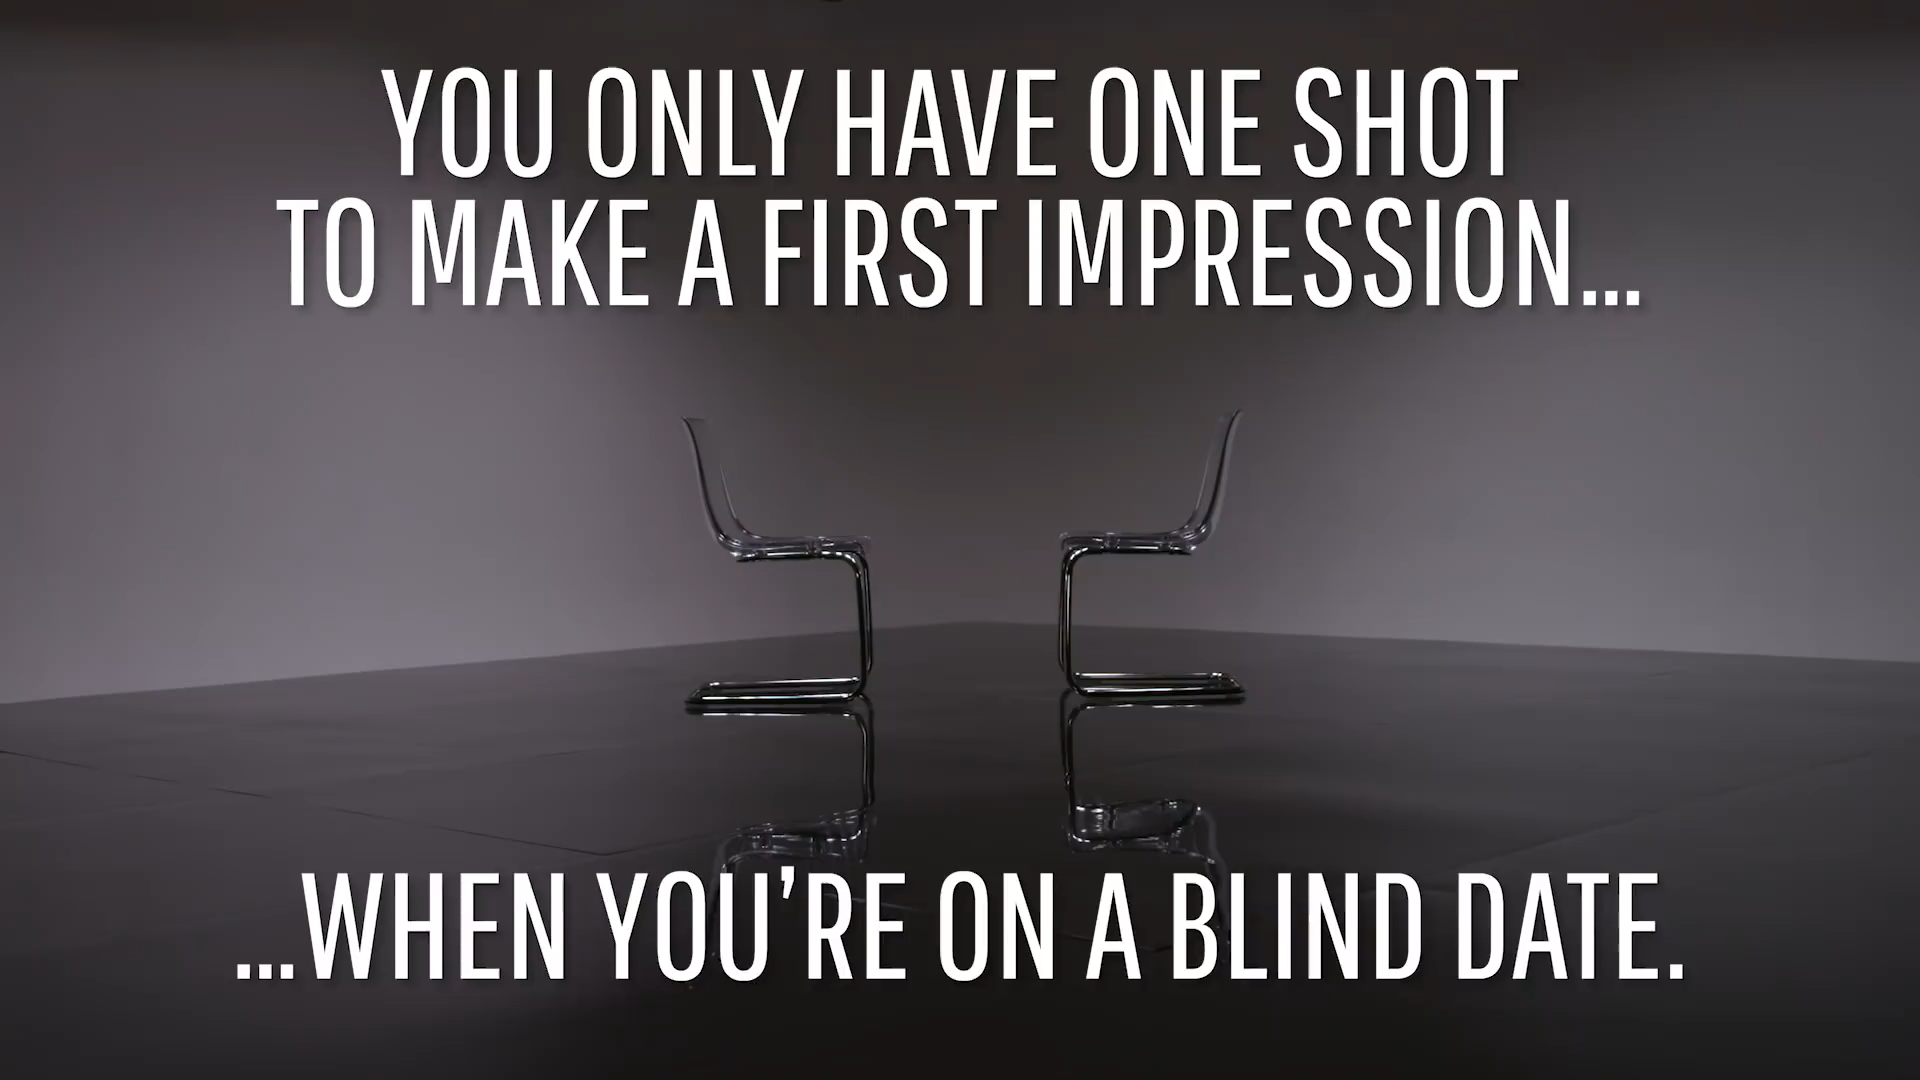 YOU ONLY HAVE ONE SHOT
TO MAKE A FIRST IMPRESSION...
...WHEN YOU'RE ON A BLIND DATE.